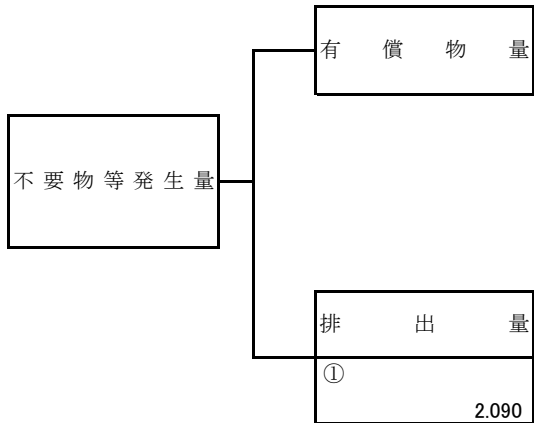 有償物量
不要物等発生量
排出量
①
2.090